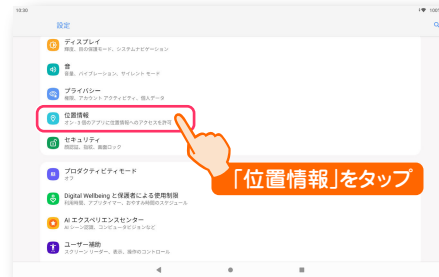 10:30
100%
設定
ディスプレイ
輝度、目の保護モード、システムナビゲーション
音
音量、バイブレーション、サイレント モード
プライバシー
権限、アカウント アクティビティ、個人データ
位置情報
オン - 3 個のアプリに位置情報へのアクセスを許可
セキュリティ
顔認証、指紋、画面ロック
プロダクティビティモード
オフ
Digital Wellbeing と保護者による使用制限
利用時間、アプリタイマー、おやすみ時間のスケジュール
AI エクスペリエンスセンター
AI シーン認識、コンピュータビジョンなど
ユーザー補助
スクリーン リーダー、表示、操作のコントロール
「位置情報」をタップ